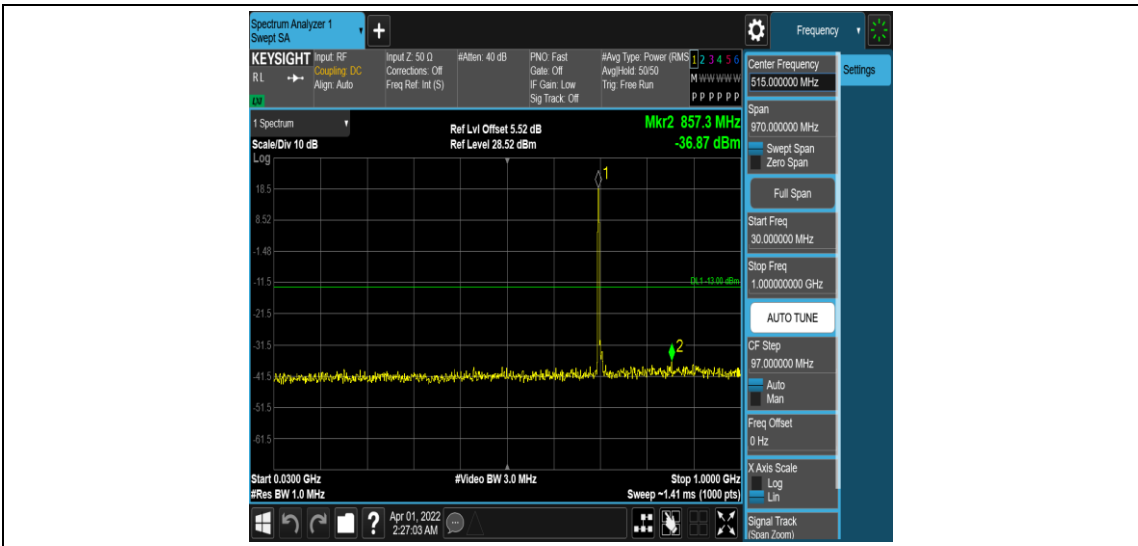 Spectrum Analyzer 1
Swept SA
+
Frequency
KEYSIGHT
RL
LXI
Input: RF
Coupling: DC
Align: Auto
Input Z: 50 Ω
Corrections: Off
Freq Ref: Int (S)
#Atten: 40 dB
PNO: Fast
Gate: Off
IF Gain: Low
Sig Track: Off
#Avg Type: Power (RMS
Avg|Hold: 50/50
Trig: Free Run
1 2 3 4 5 6
M W W W W W
P P P P P P
1 Spectrum
Scale/Div 10 dB
Log
Ref Lvl Offset 5.52 dB
Ref Level 28.52 dBm
Mkr2 857.3 MHz
-36.87 dBm
1
18.5
8.52
-1.48
-11.5
DL1 -13.00 dBm
-21.5
-31.5
2
-41.5
-51.5
-61.5
Start 0.0300 GHz
#Res BW 1.0 MHz
#Video BW 3.0 MHz
Stop 1.0000 GHz
Sweep ~1.41 ms (1000 pts)
?
Apr 01, 2022
2:27:03 AM
Center Frequency
515.000000 MHz
Settings
Span
970.000000 MHz
Swept Span
Zero Span
Full Span
Start Freq
30.000000 MHz
Stop Freq
1.000000000 GHz
AUTO TUNE
CF Step
97.000000 MHz
Auto
Man
Freq Offset
0 Hz
X Axis Scale
Log
Lin
Signal Track
(Span Zoom)